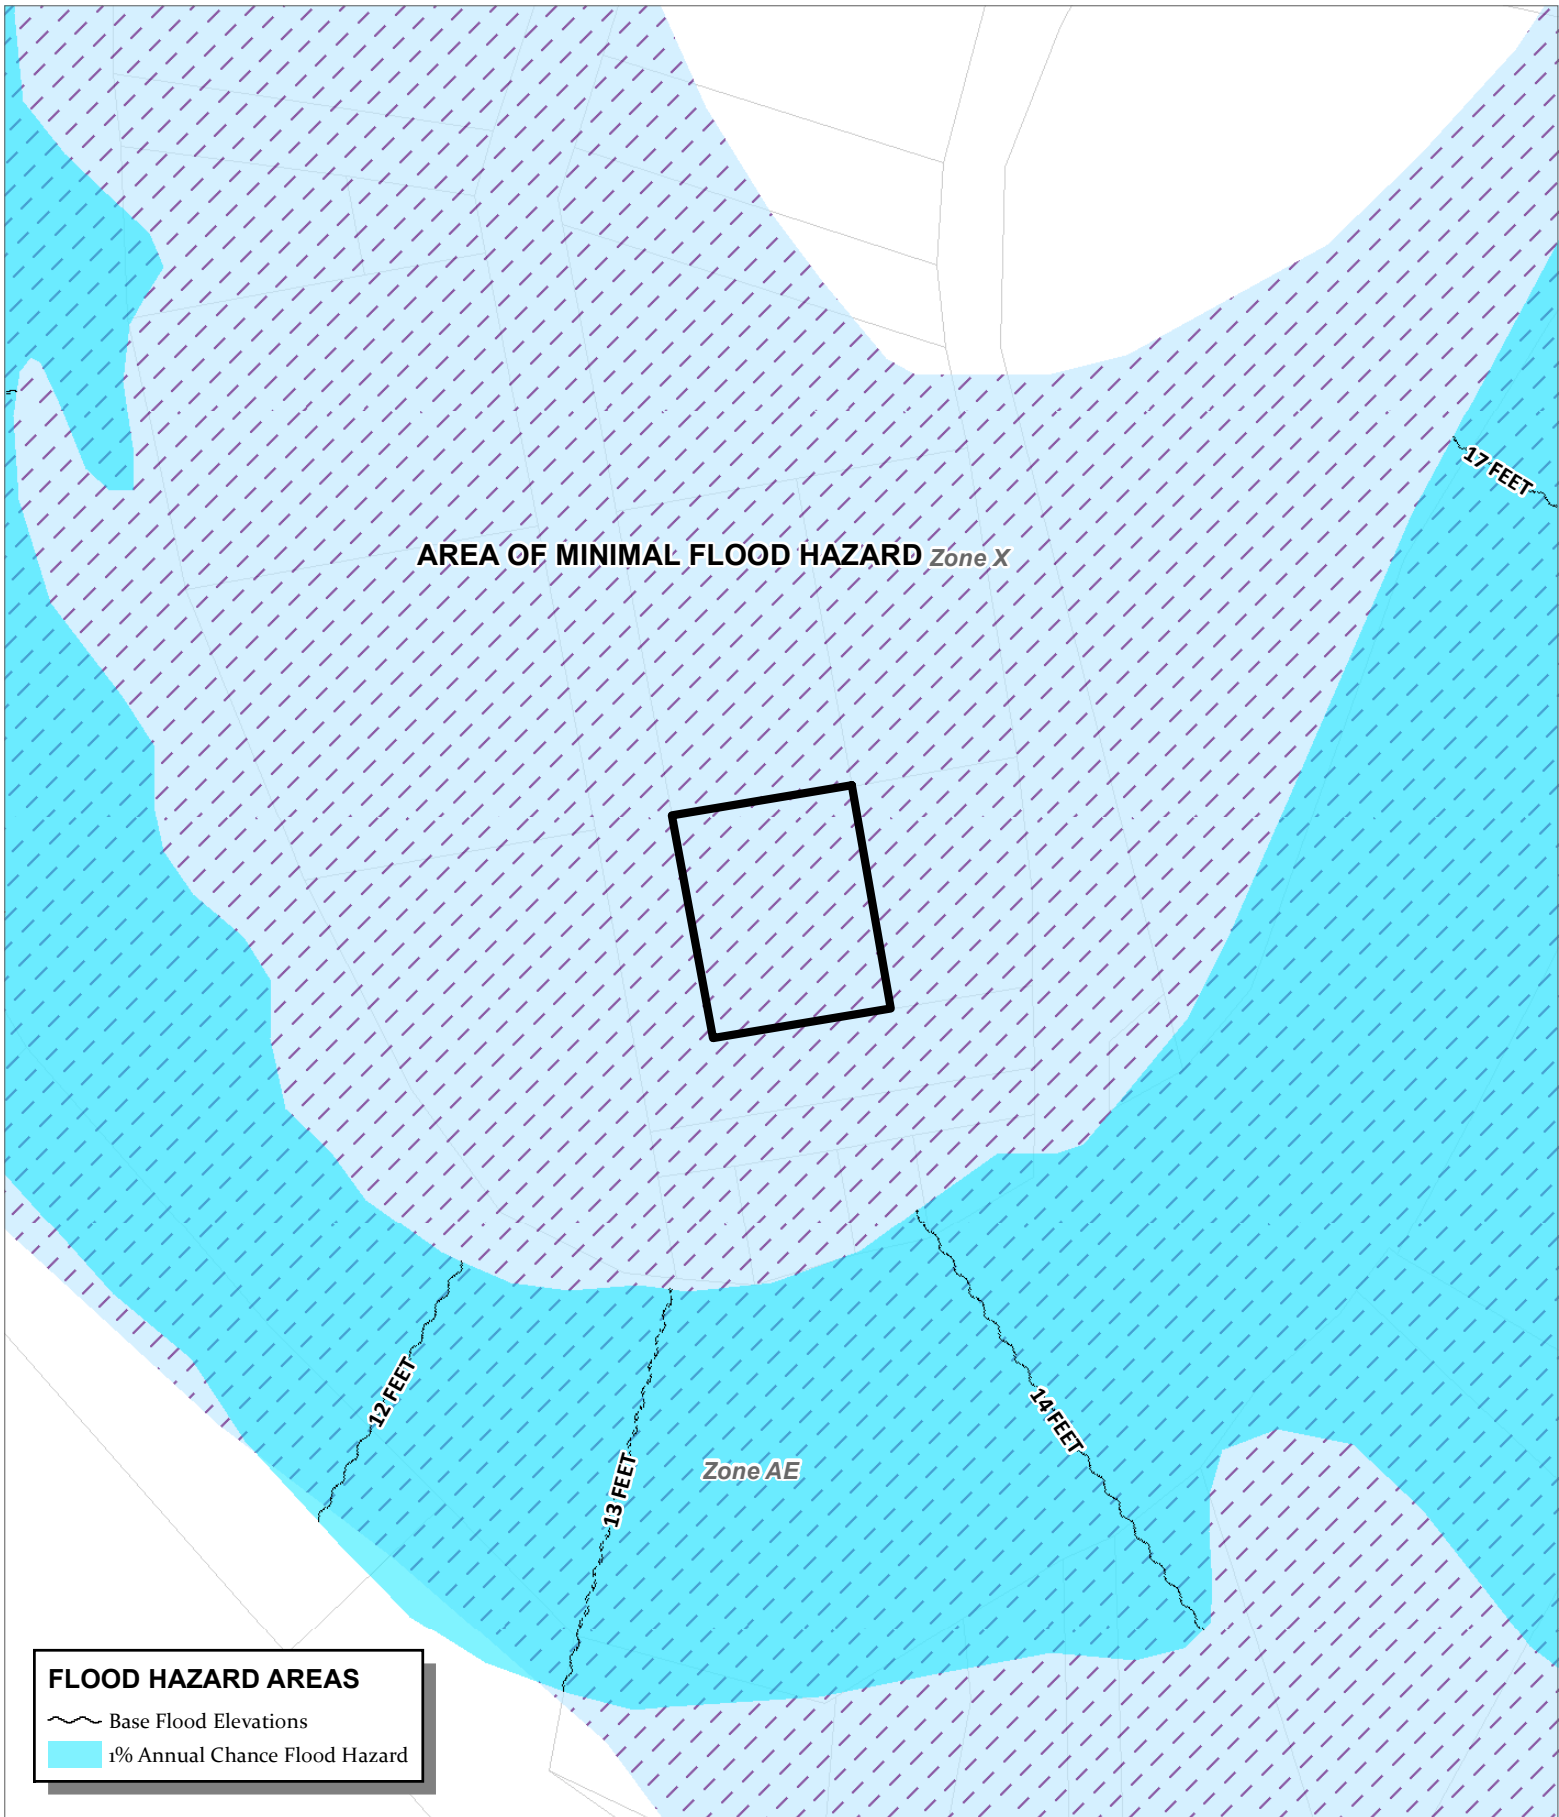 17 FEET
AREA OF MINIMAL FLOOD HAZARD Zone X
12 FEET
13 FEET
Zone AE
14 FEET
FLOOD HAZARD AREAS
Base Flood Elevations
1% Annual Chance Flood Hazard